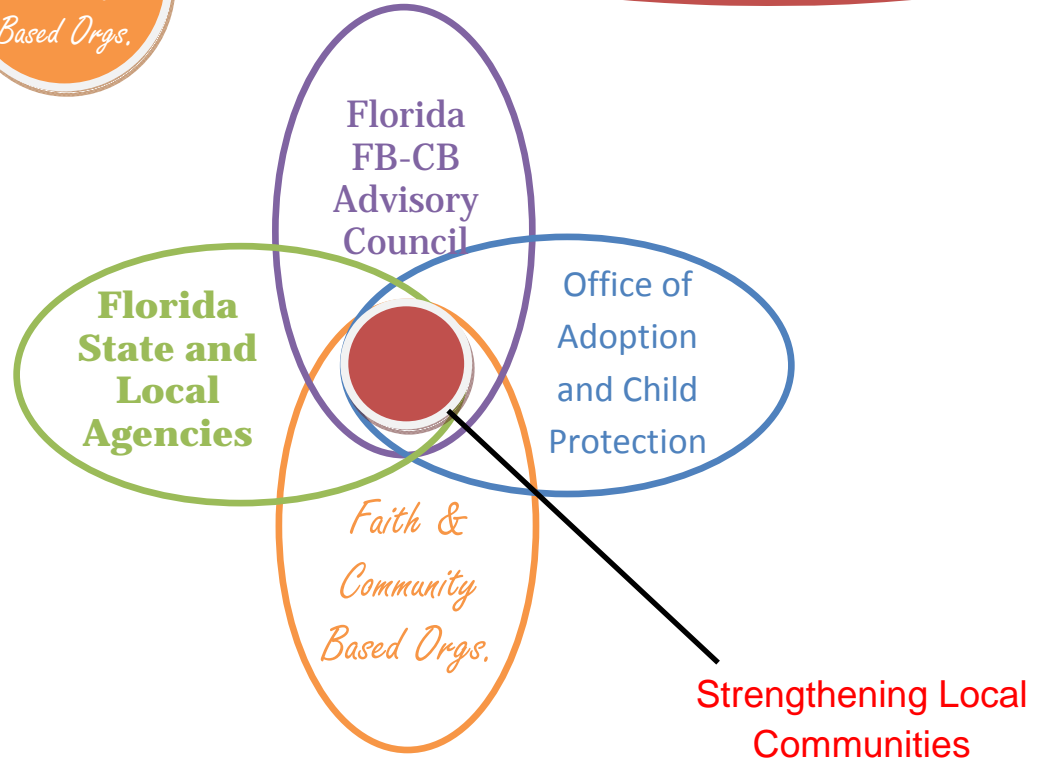 Based Orgs.
Florida
FB-CB
Advisory
Council
Florida
State and
Local
Agencies
Office of
Adoption
and Child
Protection
Faith &
Community
Based Orgs.
Strengthening Local
Communities